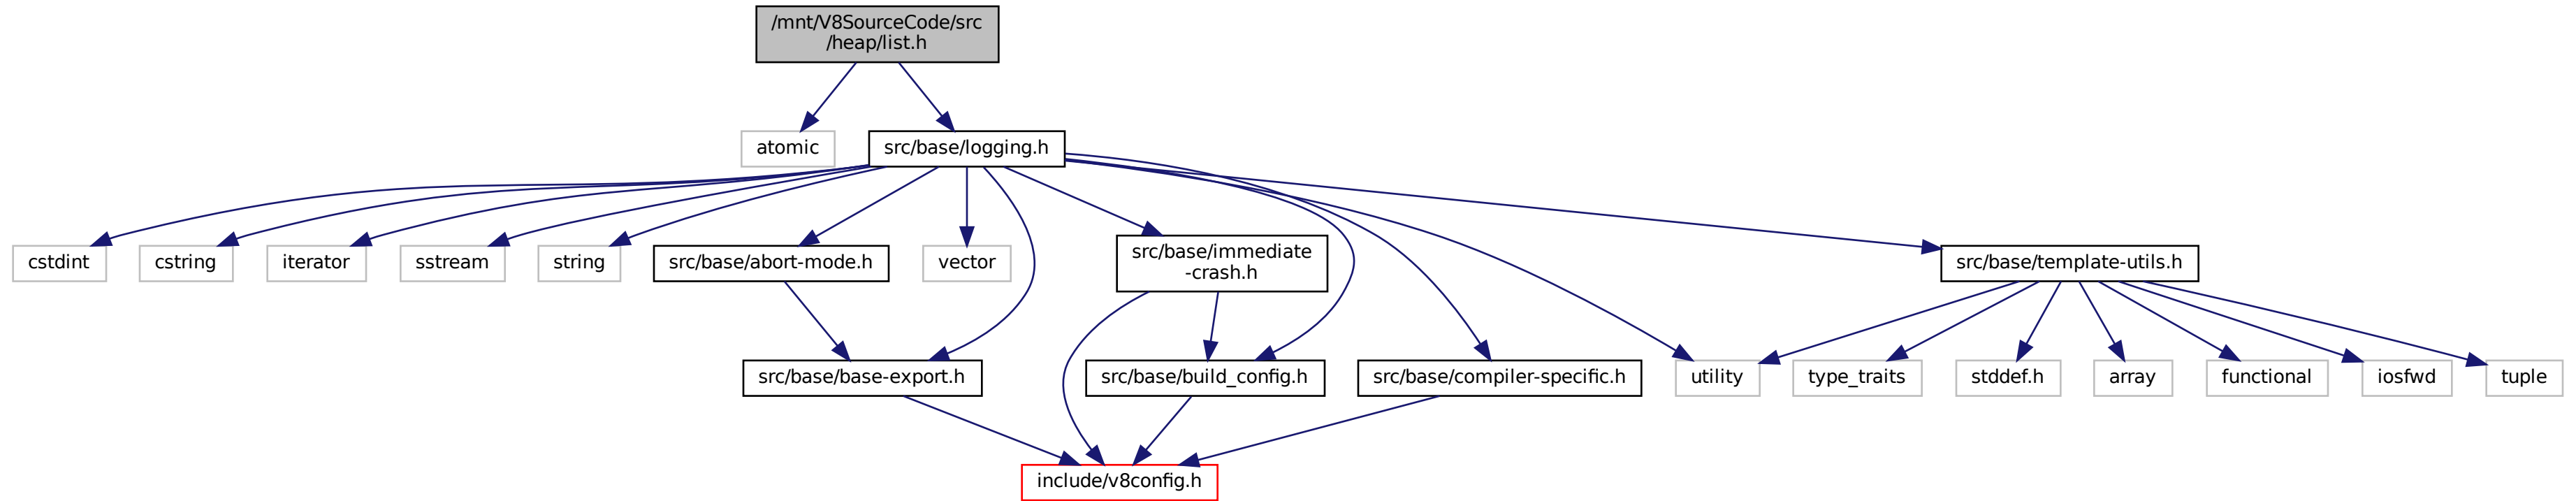 /mnt/V8SourceCode/src
/heap/list.h
atomic
src/base/logging.h
cstdint
cstring
iterator
sstream
string
src/base/abort-mode.h
vector
src/base/immediate
-crash.h
src/base/template-utils.h
src/base/base-export.h
src/base/build_config.h
src/base/compiler-specific.h
utility
type_traits
stddef.h
array
functional
iosfwd
tuple
include/v8config.h